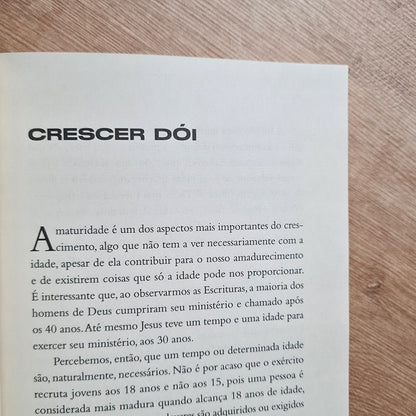 CRESCER DÓI
A maturidade é um dos aspectos mais importantes do cres-
cimento, algo que não tem a ver necessariamente com a
idade, apesar de ela contribuir para o nosso amadurecimento
e de existirem coisas que só a idade pode nos proporcionar.
É interessante que, ao observarmos as Escrituras, a maioria dos
homens de Deus cumpriram seu ministério e chamado após
os 40 anos. Até mesmo Jesus teve um tempo e uma idade para
exercer seu ministério, aos 30 anos.
Percebemos, então, que um tempo ou determinada idade
são, naturalmente, necessários. Não é por acaso que o exército
recruta jovens aos 18 anos e não aos 15, pois uma pessoa é
considerada mais madura quando alcança 18 anos de idade,
são adquiridos ou exigidos